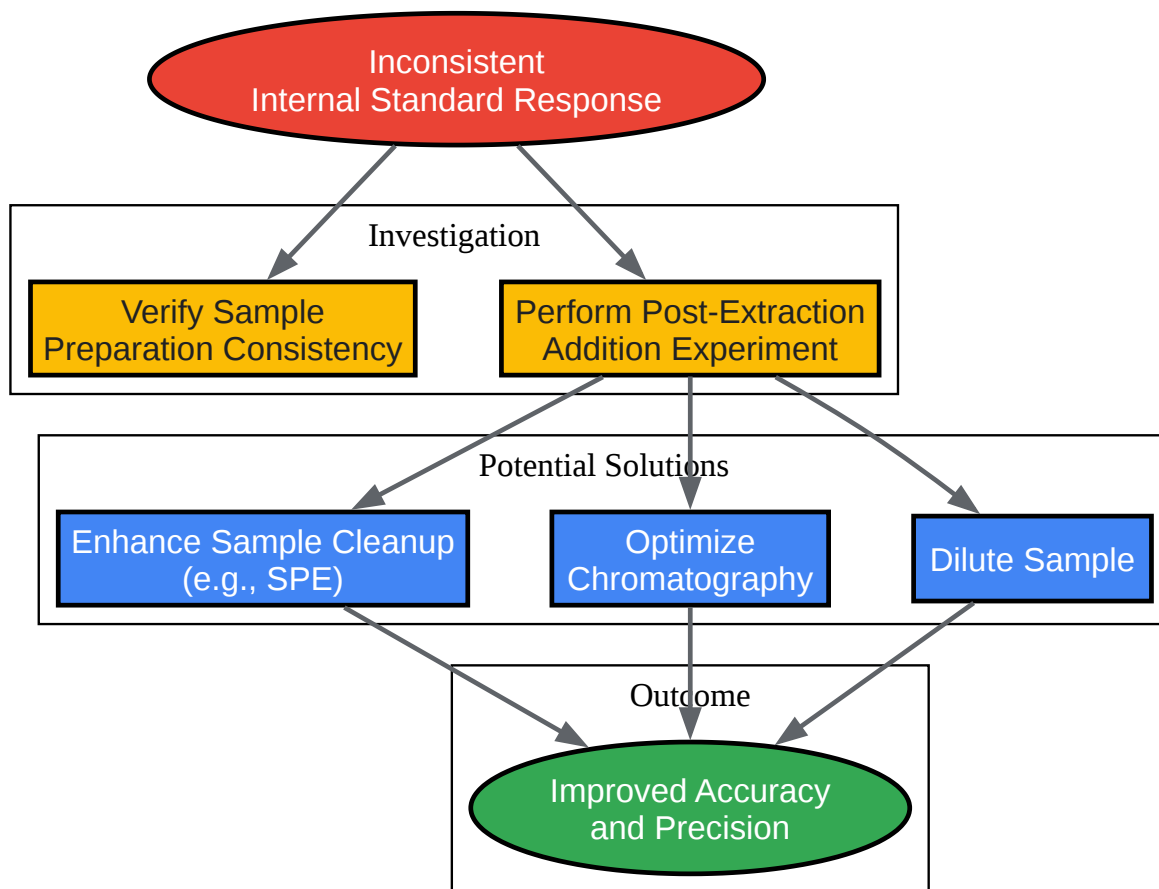 Inconsistent
Internal Standard Response
Investigation
Verify Sample
Preparation Consistency
Perform Post-Extraction
Addition Experiment
Potential Solutions
Enhance Sample Cleanup
(e.g., SPE)
Optimize
Chromatography
Dilute Sample
Outcome
Improved Accuracy
and Precision